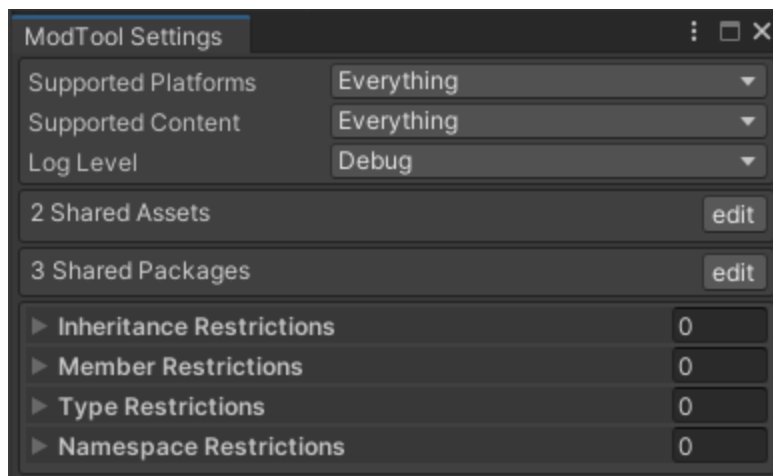 ModTool Settings
Supported Platforms Everything
Supported Content Everything
Log Level Debug
2 Shared Assets edit
3 Shared Packages edit
Inheritance Restrictions 0
Member Restrictions 0
Type Restrictions 0
Namespace Restrictions 0